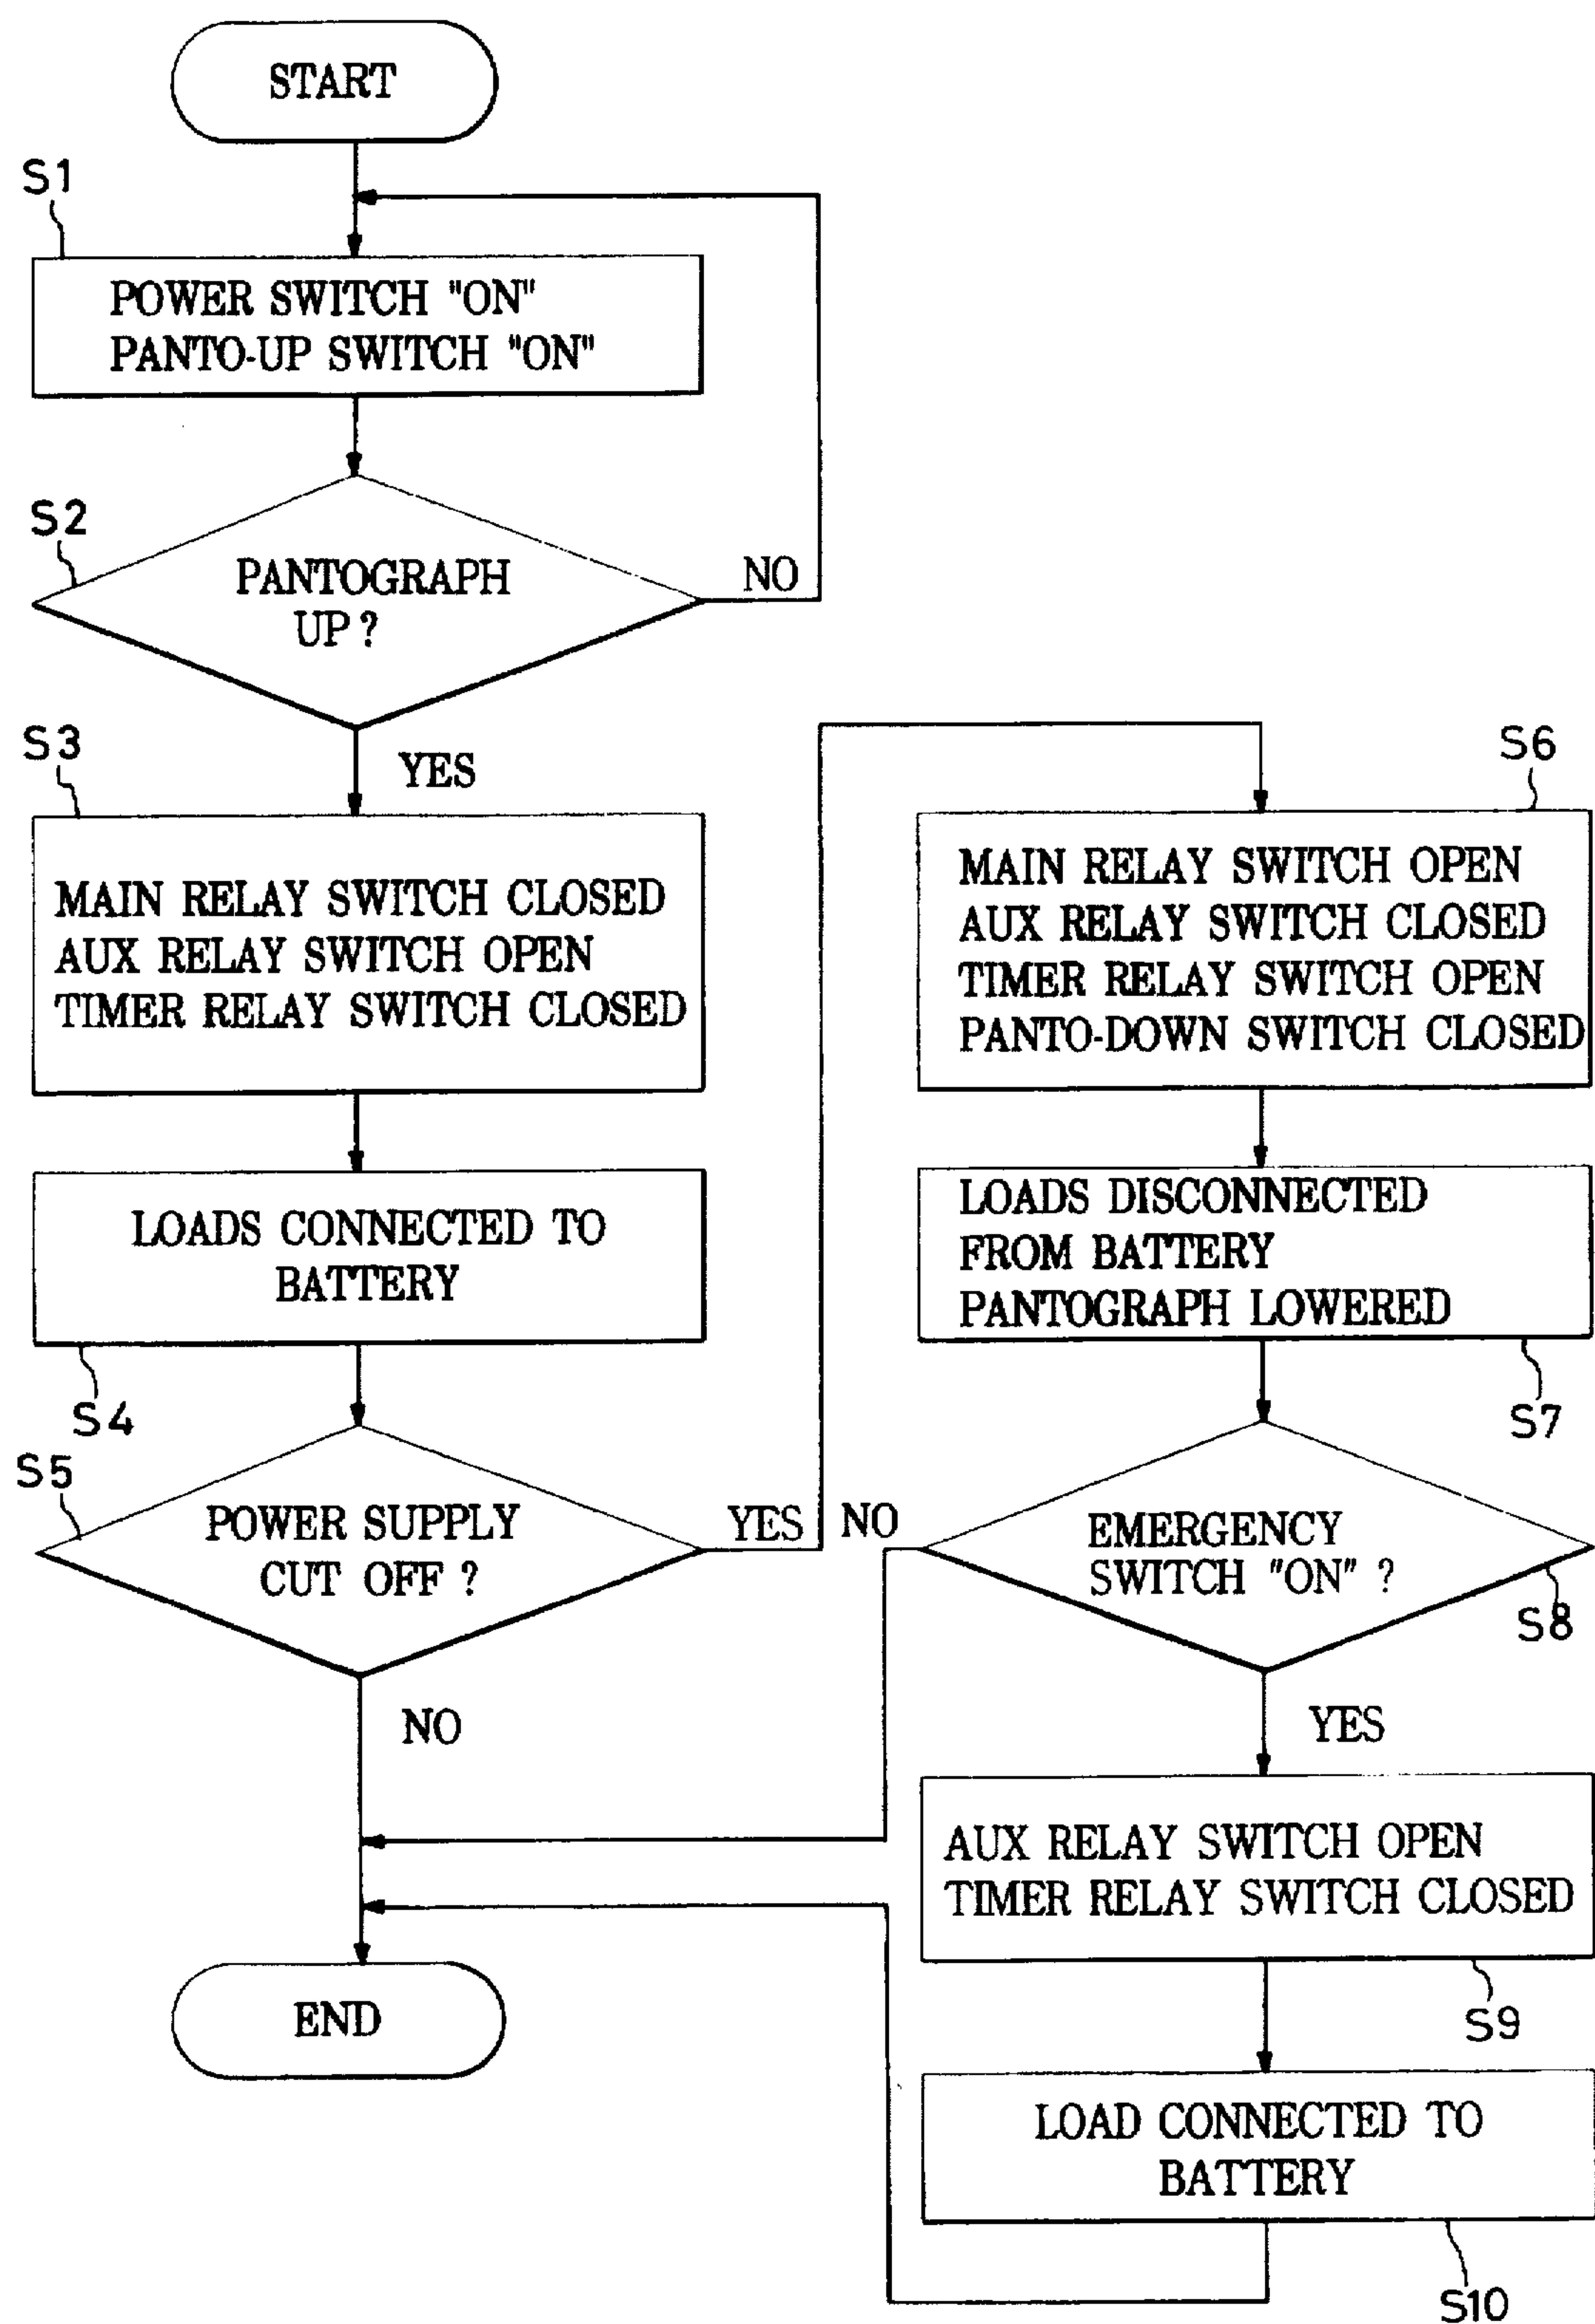 START
S1
POWER SWITCH "ON"
PANTO-UP SWITCH "ON"
S2
PANTOGRAPH
UP?
NO
YES
S3
MAIN RELAY SWITCH CLOSED
AUX RELAY SWITCH OPEN
TIMER RELAY SWITCH CLOSED
LOADS CONNECTED TO
BATTERY
S4
S5
POWER SUPPLY
CUT OFF ?
YES
NO
S6
MAIN RELAY SWITCH OPEN
AUX RELAY SWITCH CLOSED
TIMER RELAY SWITCH OPEN
PANTO-DOWN SWITCH CLOSED
LOADS DISCONNECTED
FROM BATTERY
PANTOGRAPH LOWERED
S7
NO
EMERGENCY
SWITCH "ON" ?
S8
YES
AUX RELAY SWITCH OPEN
TIMER RELAY SWITCH CLOSED
S9
LOAD CONNECTED TO
BATTERY
S10
END